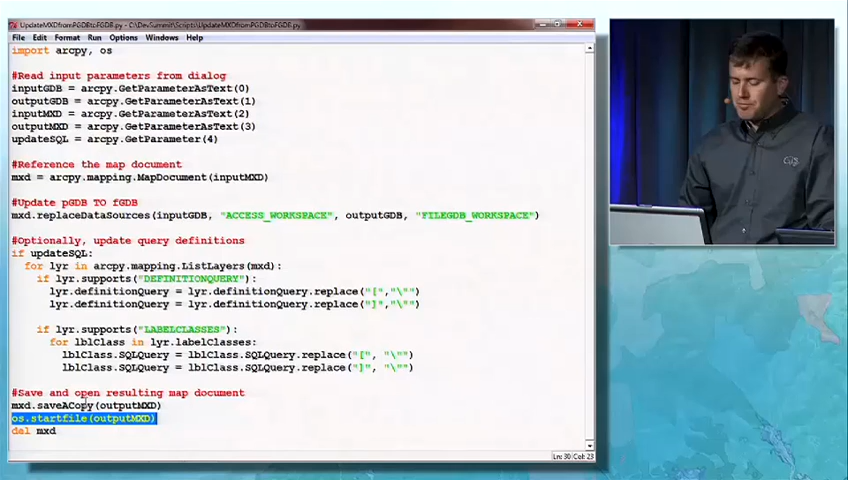 UpdateMXDfromPGDBtoFGDB.py - C:\DevSummit\Scripts\UpdateMXDfromPGDBtoFGDB.py
File Edit Format Run Options Windows Help
import arcpy, os
#Read input parameters from dialog
inputGDB = arcpy.GetParameterAsText(0)
outputGDB = arcpy.GetParameterAsText(1)
inputMXD = arcpy.GetParameterAsText(2)
outputMXD = arcpy.GetParameterAsText(3)
updateSQL = arcpy.GetParameter(4)
#Reference the map document
mxd = arcpy.mapping.MapDocument(inputMXD)
#Update pGDB TO fGDB
mxd.replaceDataSources(inputGDB, "ACCESS_WORKSPACE", outputGDB, "FILEGDB_WORKSPACE")
#Optionally, update query definitions
if updateSQL:
for lyr in arcpy.mapping.ListLayers(mxd):
if lyr.supports("DEFINITIONQUERY"):
lyr.definitionQuery = lyr.definitionQuery.replace("[","\"")
lyr.definitionQuery = lyr.definitionQuery.replace("]","\"")
if lyr.supports("LABELCLASSES"):
for lblClass in lyr.labelClasses:
lblClass.SQLQuery = lblClass.SQLQuery.replace("[", "\"")
lblClass.SQLQuery = lblClass.SQLQuery.replace("]", "\"")
#Save and open resulting map document
mxd.saveACopy(outputMXD)
os.startfile(outputMXD)
del mxd
Ln: 30 Col: 23